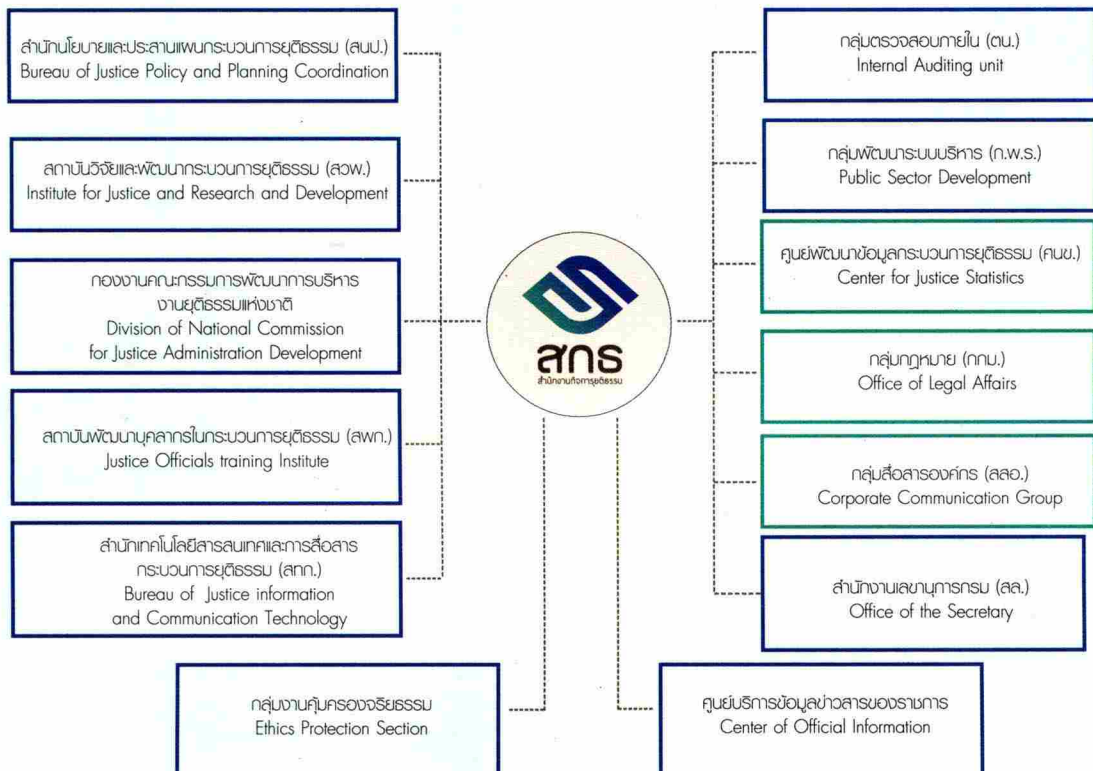 สำนักนโยบายและประสานแผนกระบวนการยุติธรรม (สนป.)
Bureau of Justice Policy and Planning Coordination
สถาบันวิจัยและพัฒนากระบวนการยุติธรรม (สวพ.)
Institute for Justice and Research and Development
กองงานคณะกรรมการพัฒนาการบริหาร
งานยุติธรรมแห่งชาติ
Division of National Commission
for Justice Administration Development
สถาบันพัฒนาบุคลากรในกระบวนการยุติธรรม (สพก.)
Justice Officials training Institute
สำนักเทคโนโลยีสารสนเทศและการสื่อสาร
กระบวนการยุติธรรม (สทก.)
Bureau of Justice information
and Communication Technology
สกธ
สำนักงานกิจการยุติธรรม
กลุ่มตรวจสอบภายใน (ตน.)
Internal Auditing unit
กลุ่มพัฒนาระบบบริหาร (ก.พ.ร.)
Public Sector Development
ศูนย์พัฒนาข้อมูลกระบวนการยุติธรรม (ศนข.)
Center for Justice Statistics
กลุ่มกฎหมาย (กกม.)
Office of Legal Affairs
กลุ่มสื่อสารองค์กร (สสอ.)
Corporate Communication Group
สำนักงานเลขานุการกรม (สล.)
Office of the Secretary
กลุ่มงานคุ้มครองจริยธรรม
Ethics Protection Section
ศูนย์บริการข้อมูลข่าวสารของราชการ
Center of Official Information